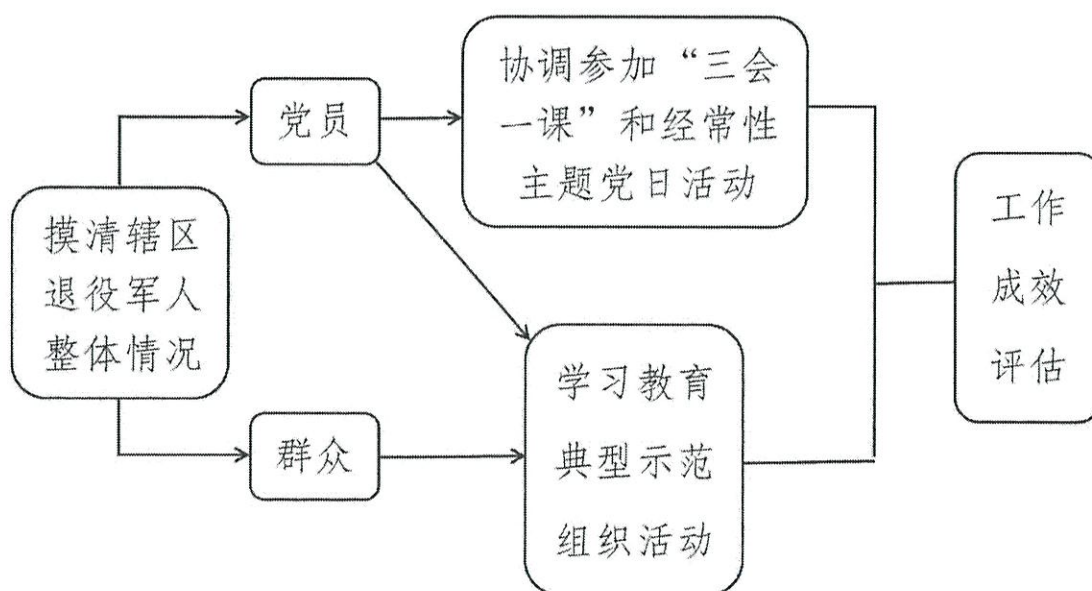 摸清辖区
退役军人
整体情况
党员
群众
协调参加“三会
一课”和经常性
主题党日活动
学习教育
典型示范
组织活动
工作
成效
评估